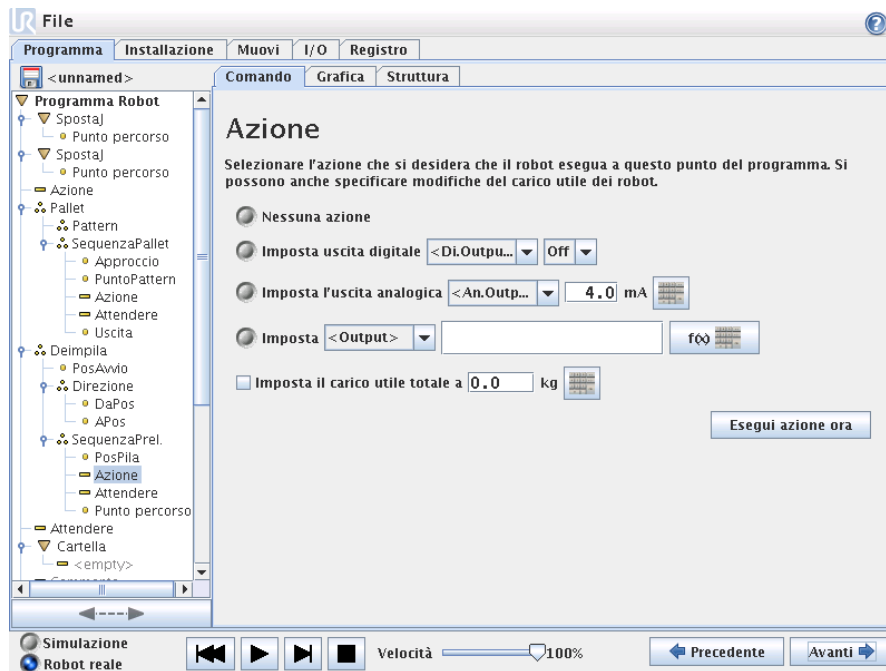 UR File ?
Programma Installazione Muovi I/O Registro
<unnamed>
Comando Grafica Struttura
Programma Robot
SpostaJ
Punto percorso
SpostaJ
Punto percorso
Azione
Pallet
Pattern
SequenzaPallet
Approccio
PuntoPattern
Azione
Attendere
Uscita
Deimpila
PosAvvio
Direzione
DaPos
APos
SequenzaPrel.
PosPila
Azione
Attendere
Punto percorso
Attendere
Cartella
<empty>
Commento
Azione
Selezionare l'azione che si desidera che il robot esegua a questo punto del programma. Si
possono anche specificare modifiche del carico utile dei robot.
Nessuna azione
Imposta uscita digitale <Di.Outpu... Off
Imposta l'uscita analogica <An.Outp... 4.0 mA
Imposta <Output> f(x)
Imposta il carico utile totale a 0.0 kg
Esegui azione ora
Simulazione
Robot reale
Velocità 100%
Precedente Avanti